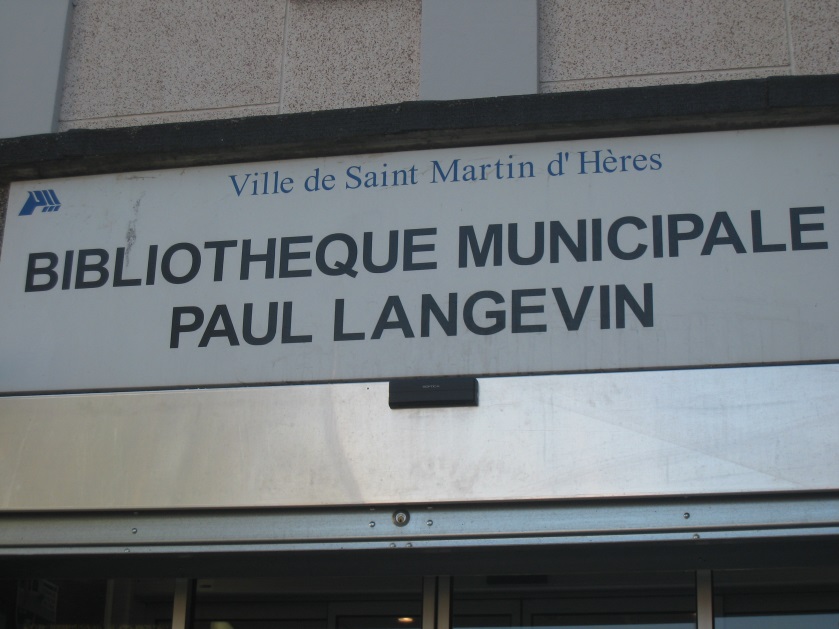 Ville de Saint Martin d'Hères
BIBLIOTHEQUE MUNICIPALE
PAUL LANGEVIN